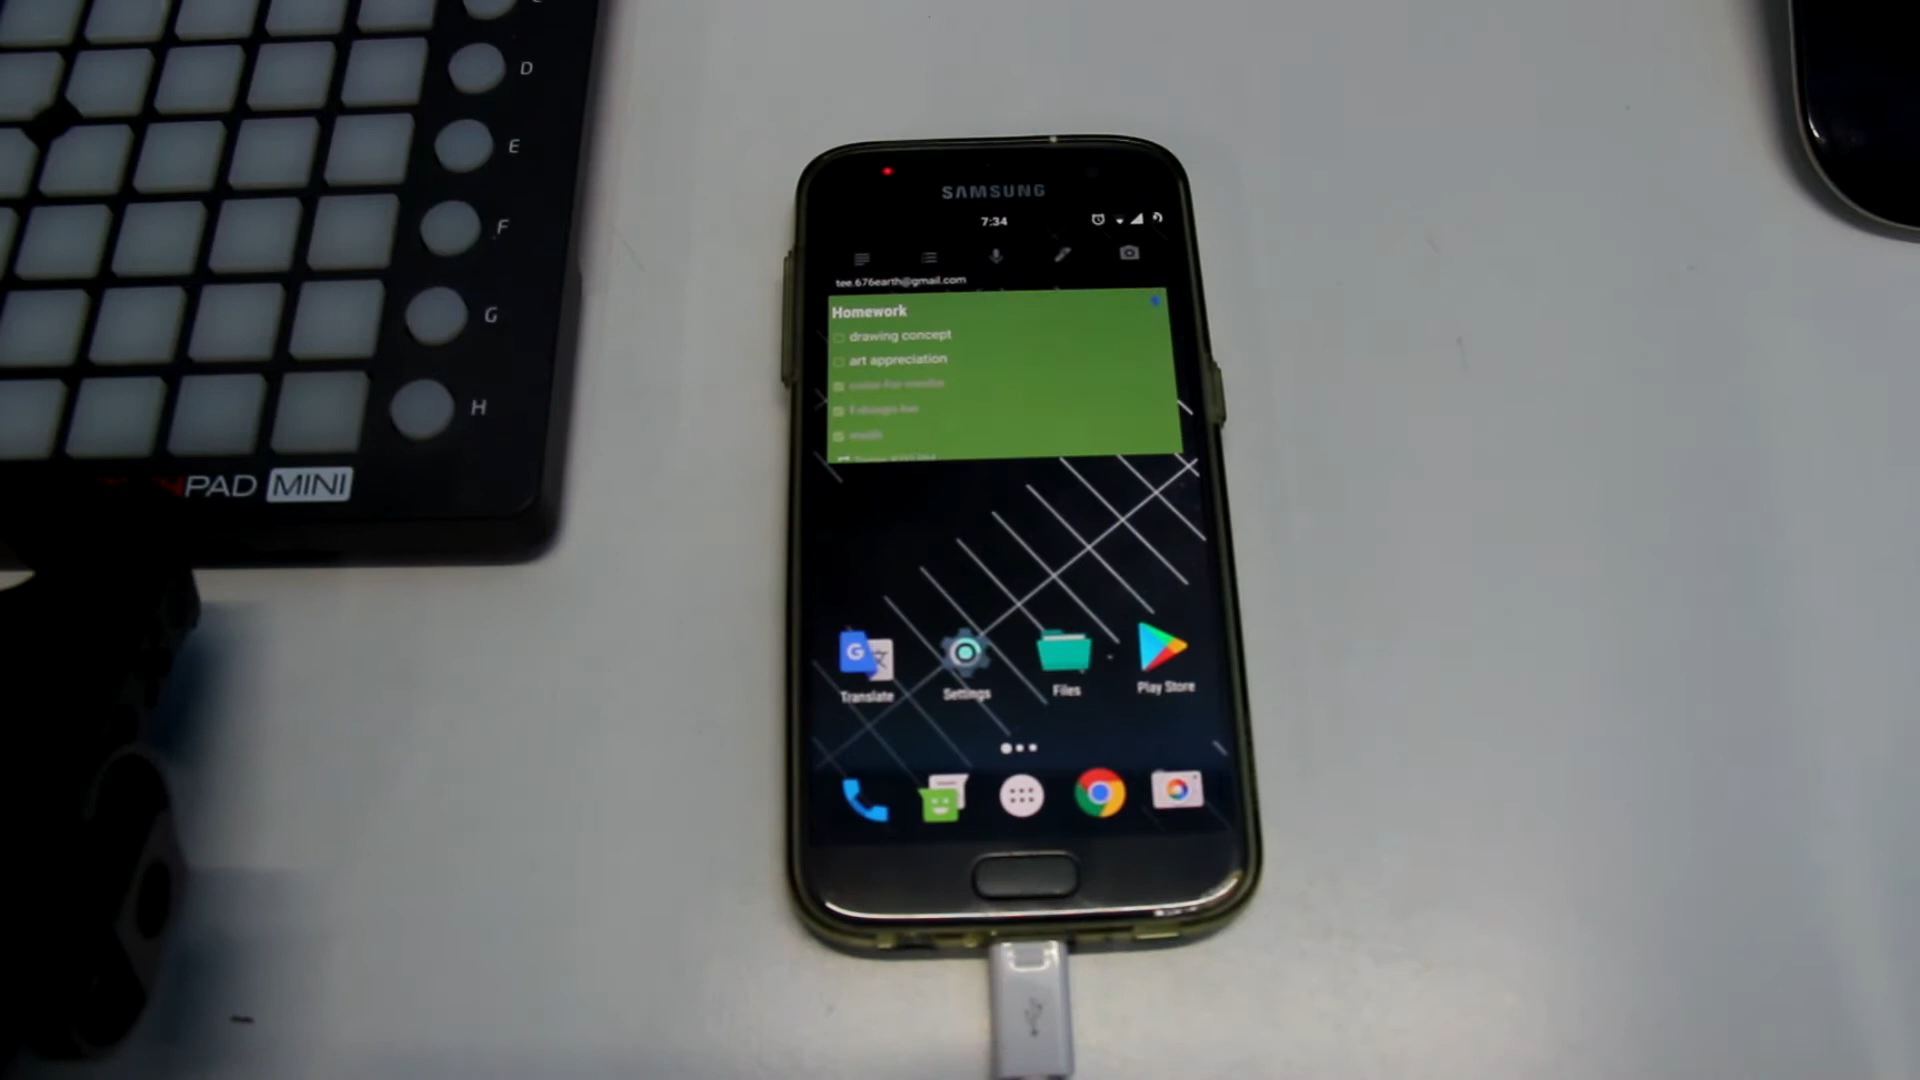 D
E
F
G
H
PAD MINI
SAMSUNG
7:34
tee.676earth@gmail.com
Homework
drawing concept
art appreciation
Translate
Settings
Files
Play Store